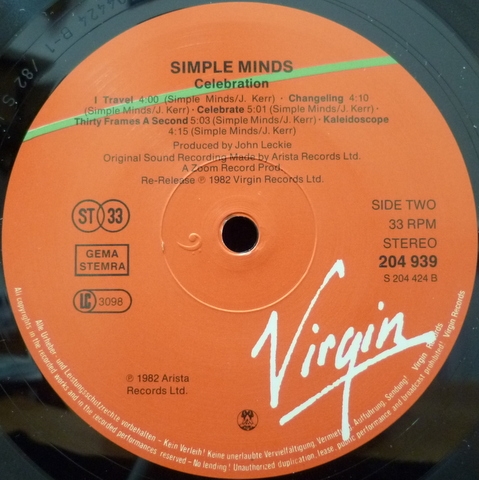 SIMPLE MINDS
Celebration
I Travel 4:00 (Simple Minds/J. Kerr) · Changeling 4:10
(Simple Minds/J. Kerr) · Celebrate 5:01 (Simple Minds/J. Kerr) ·
Thirty Frames A Second 5:03 (Simple Minds/J. Kerr) · Kaleidoscope
4:15 (Simple Minds/J. Kerr)
Produced by John Leckie
Original Sound Recording Made by Arista Records Ltd.
A Zoom Record Prod.
Re-Release ℗ 1982 Virgin Records Ltd.
ST 33
GEMA
STEMRA
LC 3098
SIDE TWO
33 RPM
STEREO
204 939
S 204 424 B
Virgin
℗ 1982 Arista
Records Ltd.
Alle Urheber- und Leistungsschutzrechte vorbehalten – Kein Verleih! Keine unerlaubte Vervielfältigung, Vermietung, Aufführung, Sendung! Virgin Records
All copyrights in the recorded works and in the recorded performances reserved – No lending! Unauthorized duplication, lease, public performance and broadcast prohibited! Virgin Records